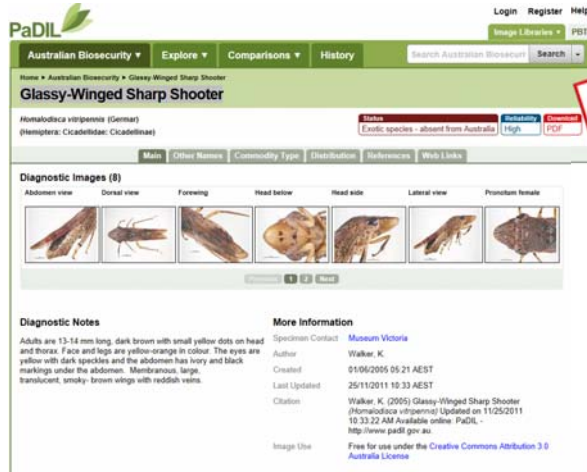 Login Register Help
PaDIL
Image Libraries ▾ PBT
Australian Biosecurity ▾ Explore ▾ Comparisons ▾ History Search Australian Biosecuri Search
Home ▸ Australian Biosecurity ▸ Glassy-Winged Sharp Shooter
Glassy-Winged Sharp Shooter
Homalodisca vitripennis (Germar)
(Hemiptera: Cicadellidae: Cicadellinae)
Status Reliability Download
Exotic species - absent from Australia High PDF
Main Other Names Commodity Type Distribution References Web Links
Diagnostic Images (8)
Abdomen view Dorsal view Forewing Head below Head side Lateral view Pronotum female
Previous 1 2 Next
Diagnostic Notes
Adults are 13-14 mm long, dark brown with small yellow dots on head
and thorax. Face and legs are yellow-orange in colour. The eyes are
yellow with dark speckles and the abdomen has ivory and black
markings under the abdomen. Membranous, large,
translucent, smoky- brown wings with reddish veins.
More Information
Specimen Contact Museum Victoria
Author Walker, K.
Created 01/06/2005 05:21 AEST
Last Updated 25/11/2011 10:33 AEST
Citation Walker, K. (2005) Glassy-Winged Sharp Shooter
(Homalodisca vitripennis) Updated on 11/25/2011
10:33:22 AM Available online: PaDIL -
http://www.padil.gov.au
Image Use Free for use under the Creative Commons Attribution 3.0
Australia License